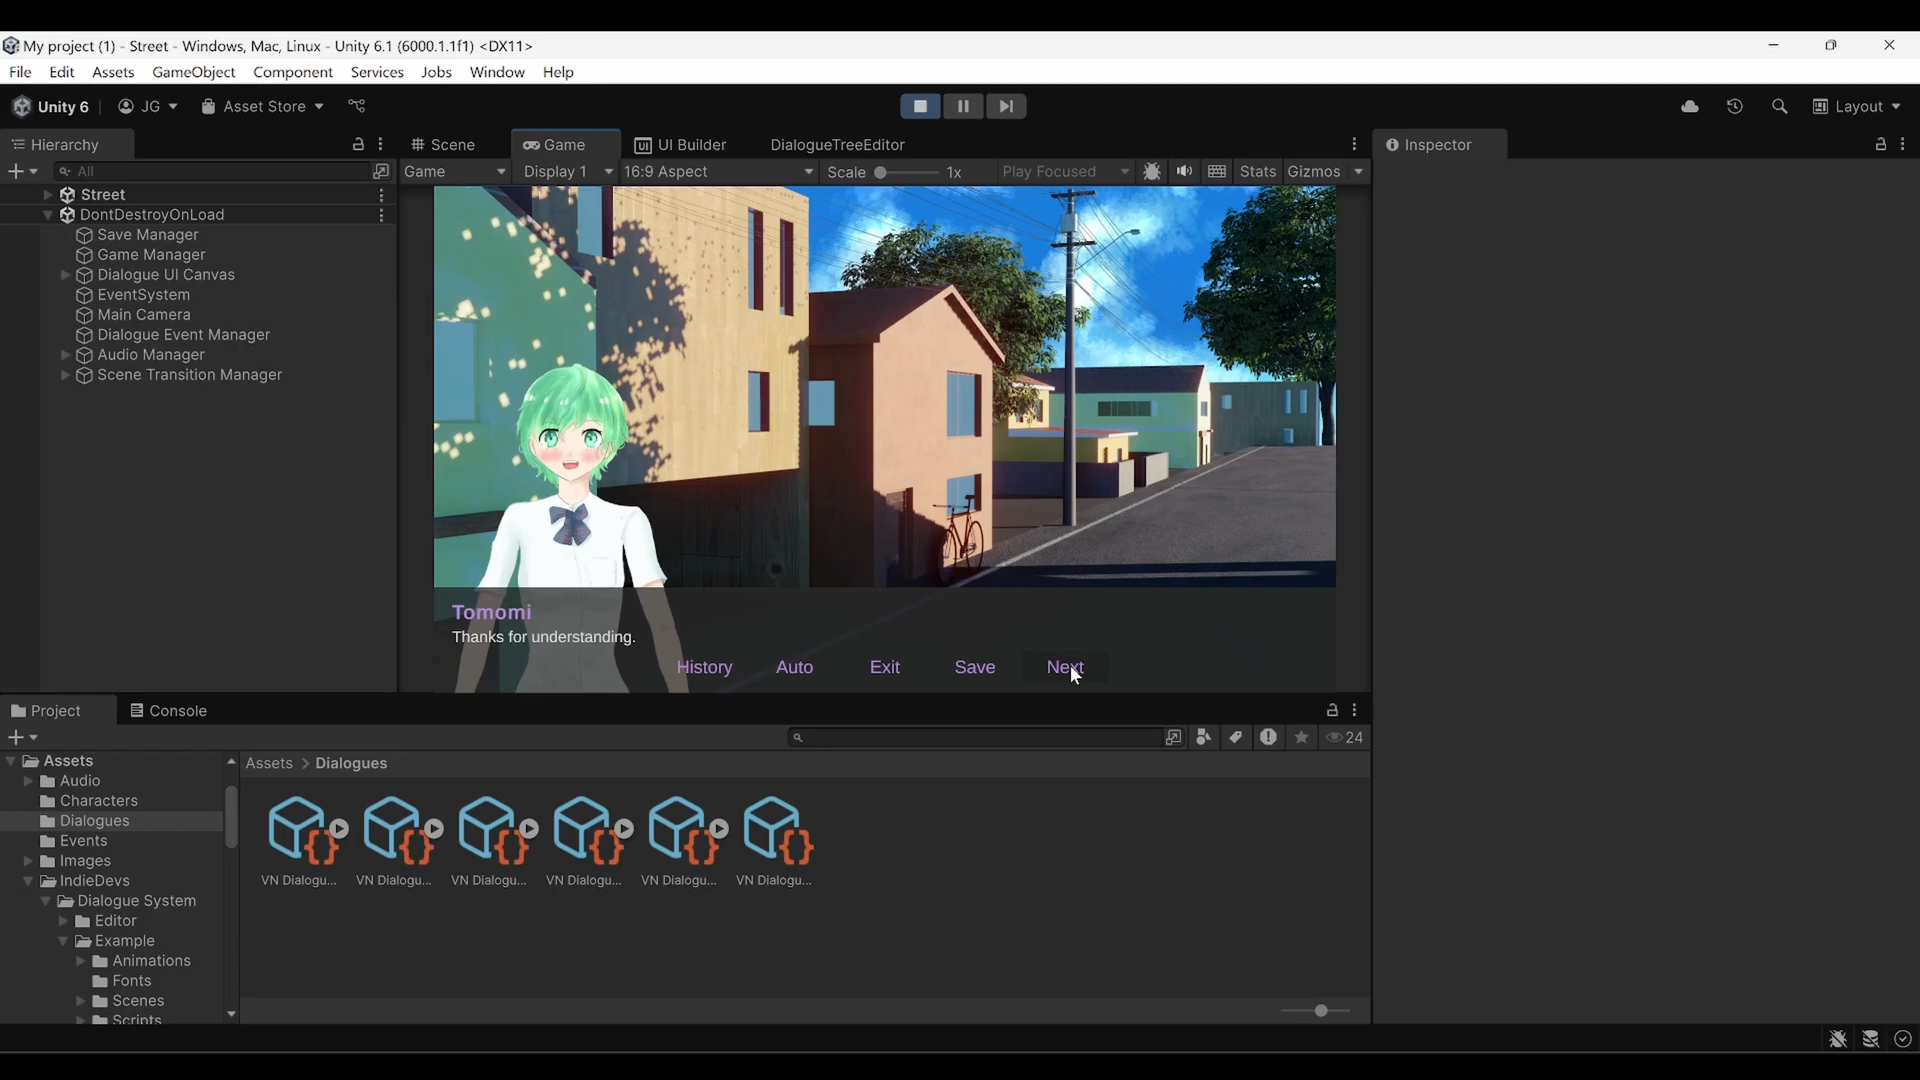 My project (1) - Street - Windows, Mac, Linux - Unity 6.1 (6000.1.1f1) <DX11>
File Edit Assets GameObject Component Services Jobs Window Help
Unity 6 JG Asset Store Layout
Hierarchy Scene Game UI Builder DialogueTreeEditor Inspector
All Game Display 1 16:9 Aspect Scale 1x Play Focused Stats Gizmos
Street
DontDestroyOnLoad
Save Manager
Game Manager
Dialogue UI Canvas
EventSystem
Main Camera
Dialogue Event Manager
Audio Manager
Scene Transition Manager
Tomomi
Thanks for understanding.
History Auto Exit Save Next
Project Console
24
Assets
Audio
Characters
Dialogues
Events
Images
IndieDevs
Dialogue System
Editor
Example
Animations
Fonts
Scenes
Scripts
Assets > Dialogues
VN Dialogu... VN Dialogu... VN Dialogu... VN Dialogu... VN Dialogu... VN Dialogu...